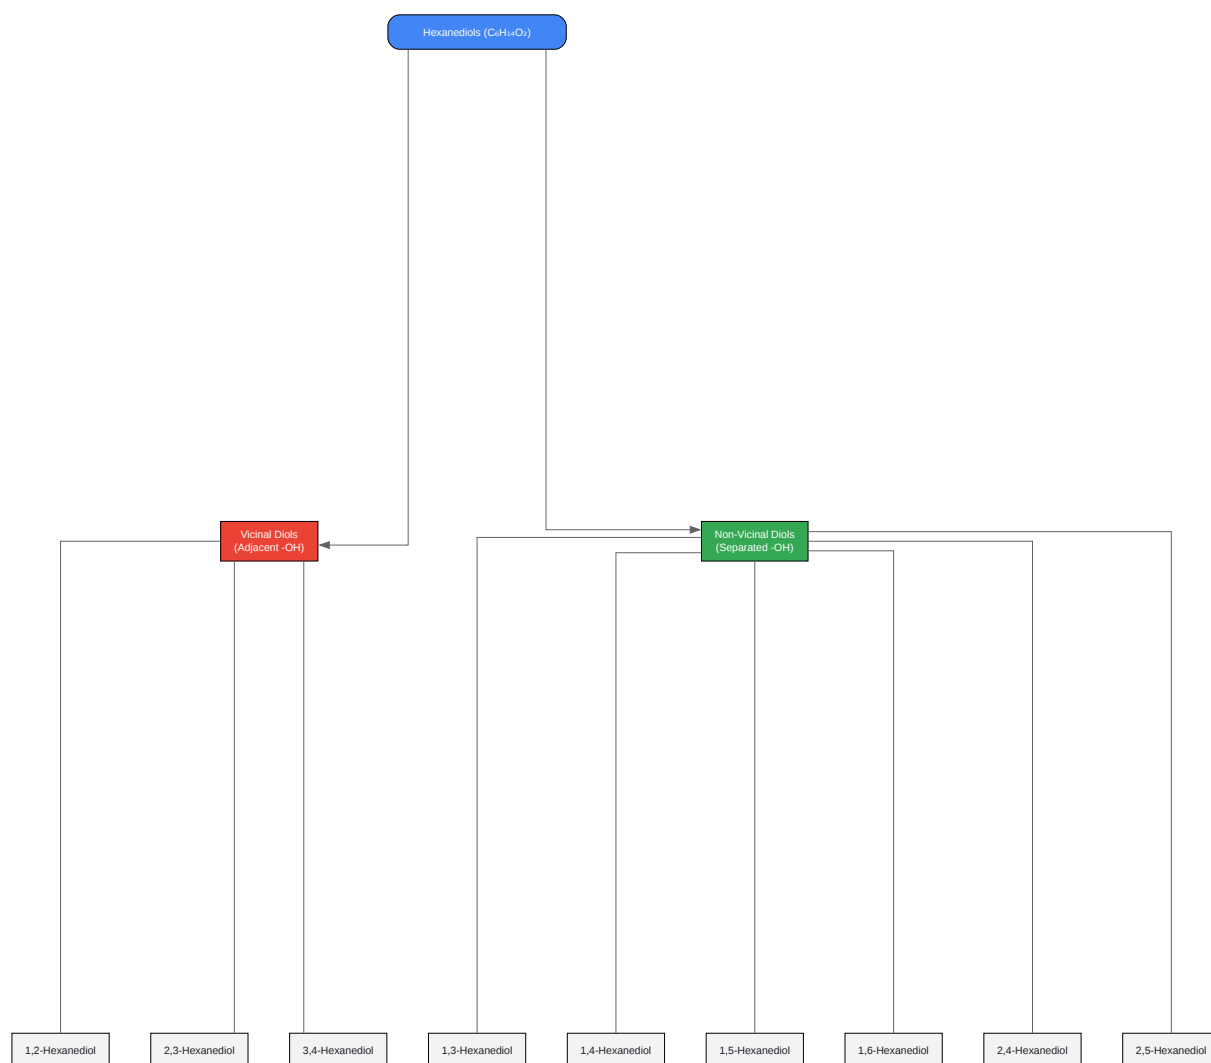 Hexanediols (C₆H₁₄O₂)
Vicinal Diols
(Adjacent -OH)
Non-Vicinal Diols
(Separated -OH)
1,2-Hexanediol
2,3-Hexanediol
3,4-Hexanediol
1,3-Hexanediol
1,4-Hexanediol
1,5-Hexanediol
1,6-Hexanediol
2,4-Hexanediol
2,5-Hexanediol